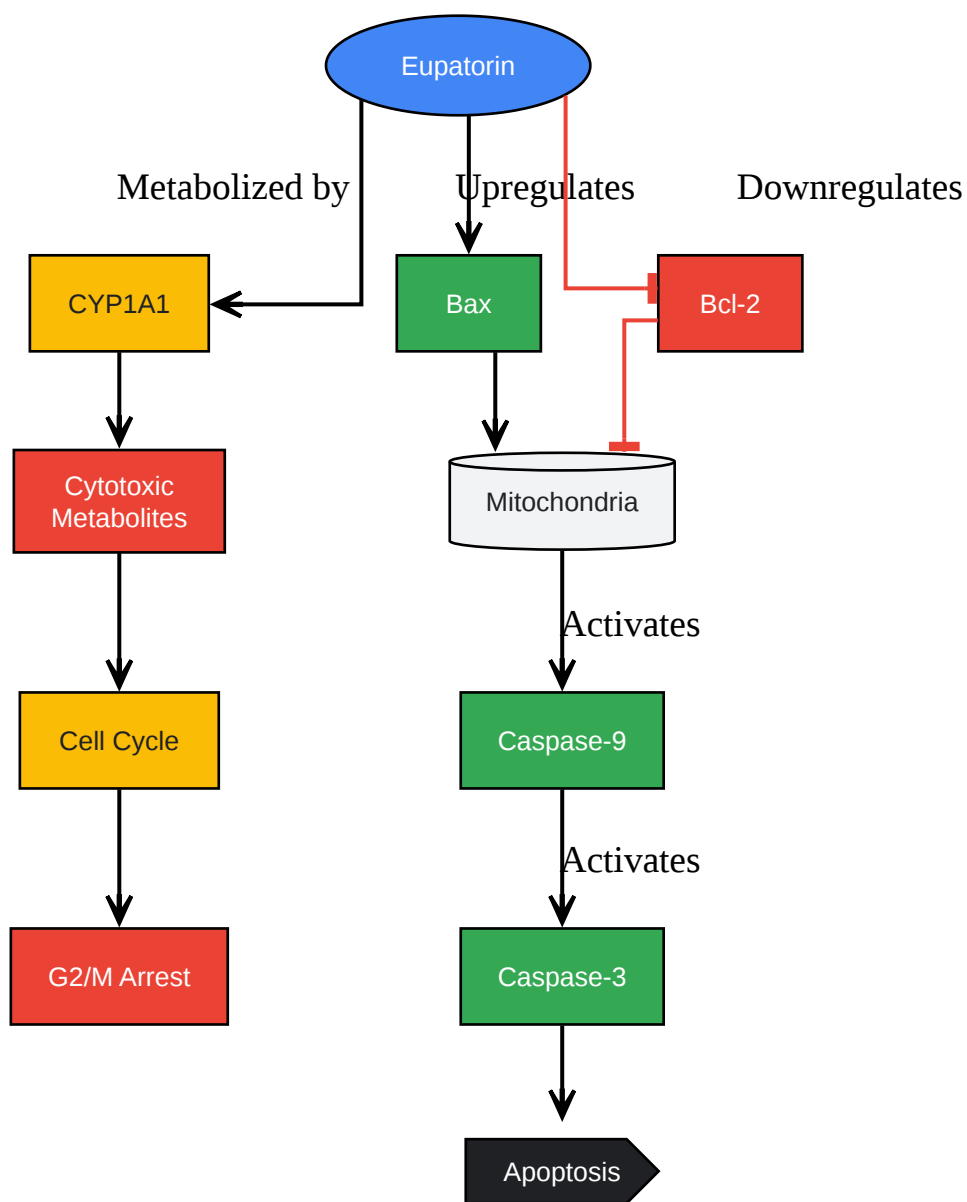 Eupatorin
Metabolized by
Upregulates
Downregulates
CYP1A1
Bax
Bcl-2
Cytotoxic
Metabolites
Mitochondria
Activates
Cell Cycle
Caspase-9
Activates
G2/M Arrest
Caspase-3
Apoptosis